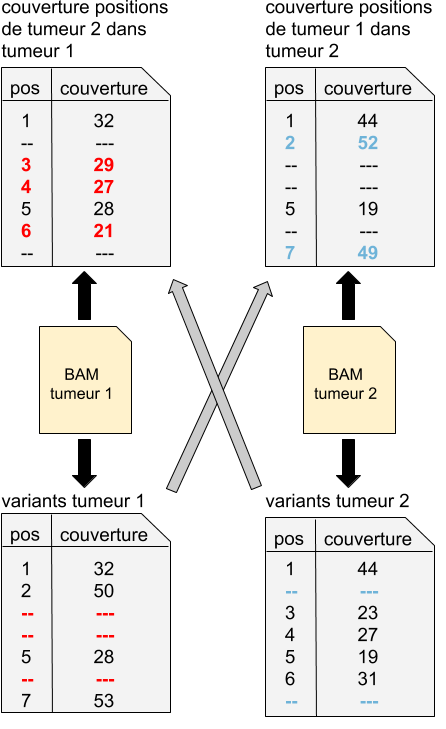 couverture positions
de tumeur 2 dans
tumeur 1
pos couverture
1 32
-- ---
3 29
4 27
5 28
6 21
-- ---
couverture positions
de tumeur 1 dans
tumeur 2
pos couverture
1 44
2 52
-- ---
-- ---
5 19
-- ---
7 49
BAM
tumeur 1
BAM
tumeur 2
variants tumeur 1
pos couverture
1 32
2 50
-- ---
-- ---
5 28
-- ---
7 53
variants tumeur 2
pos couverture
1 44
-- ---
3 23
4 27
5 19
6 31
-- ---